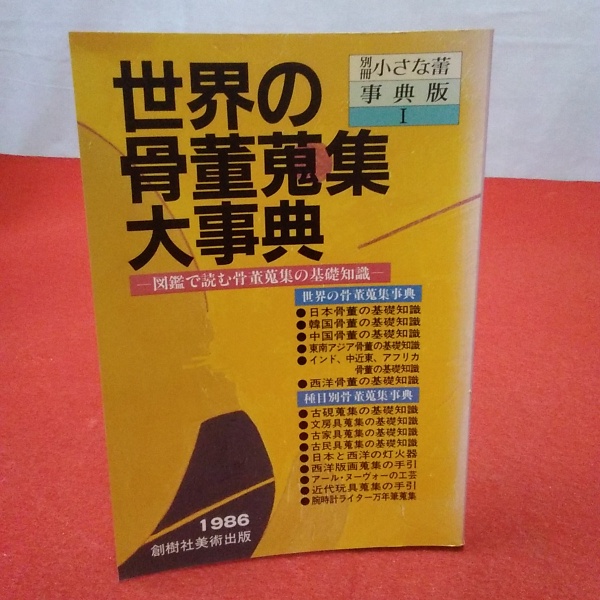 世界の
骨董蒐集
大事典
別冊小さな蕾
事典版
I
―図鑑で読む骨董蒐集の基礎知識―
世界の骨董蒐集事典
●日本骨董の基礎知識
●韓国骨董の基礎知識
●中国骨董の基礎知識
●東南アジア骨董の基礎知識
●インド、中近東、アフリカ
骨董の基礎知識
●西洋骨董の基礎知識
種目別骨董蒐集事典
●古硯蒐集の基礎知識
●文房具蒐集の基礎知識
●古家具蒐集の基礎知識
●古民具蒐集の基礎知識
●日本と西洋の灯火器
●西洋版画蒐集の手引
●アール・ヌーヴォーの工芸
●近代玩具蒐集の手引
●腕時計ライター万年筆蒐集
1986
創樹社美術出版